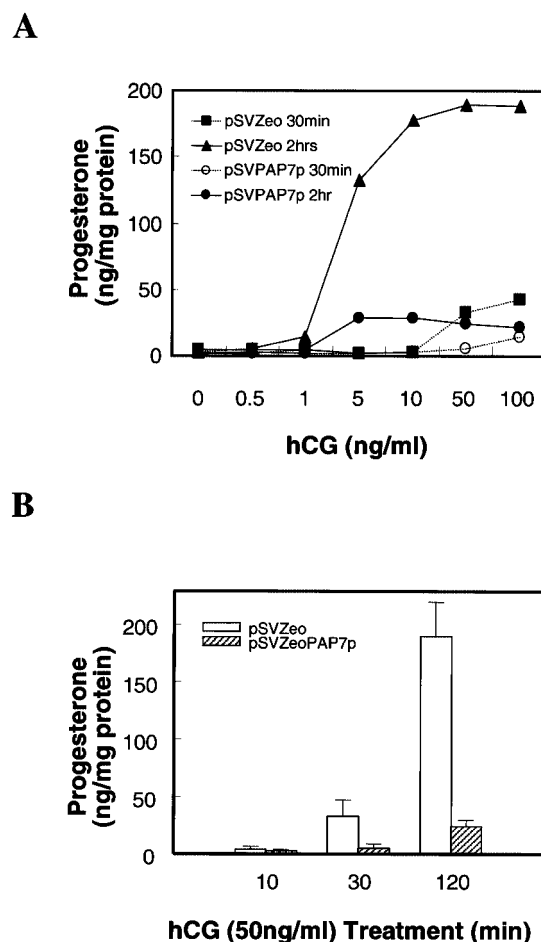 A
200
150
100
50
0
Progesterone
(ng/mg protein)
pSVZeo 30min
pSVZeo 2hrs
pSVPAP7p 30min
pSVPAP7p 2hr
0 0.5 1 5 10 50 100
hCG (ng/ml)
B
200
150
100
50
0
Progesterone
(ng/mg protein)
pSVZeo
pSVZeoPAP7p
10 30 120
hCG (50ng/ml) Treatment (min)